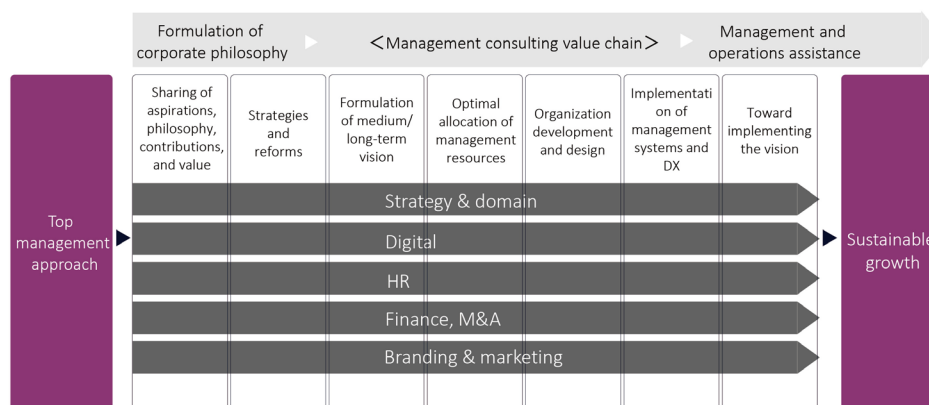 Formulation of
corporate philosophy
＜Management consulting value chain＞
Management and
operations assistance
Top
management
approach
Sharing of
aspirations,
philosophy,
contributions,
and value
Strategies
and
reforms
Formulation
of medium/
long-term
vision
Optimal
allocation of
management
resources
Organization
development
and design
Implementati
on of
management
systems and
DX
Toward
implementing
the vision
Strategy & domain
Digital
HR
Finance, M&A
Branding & marketing
Sustainable
growth